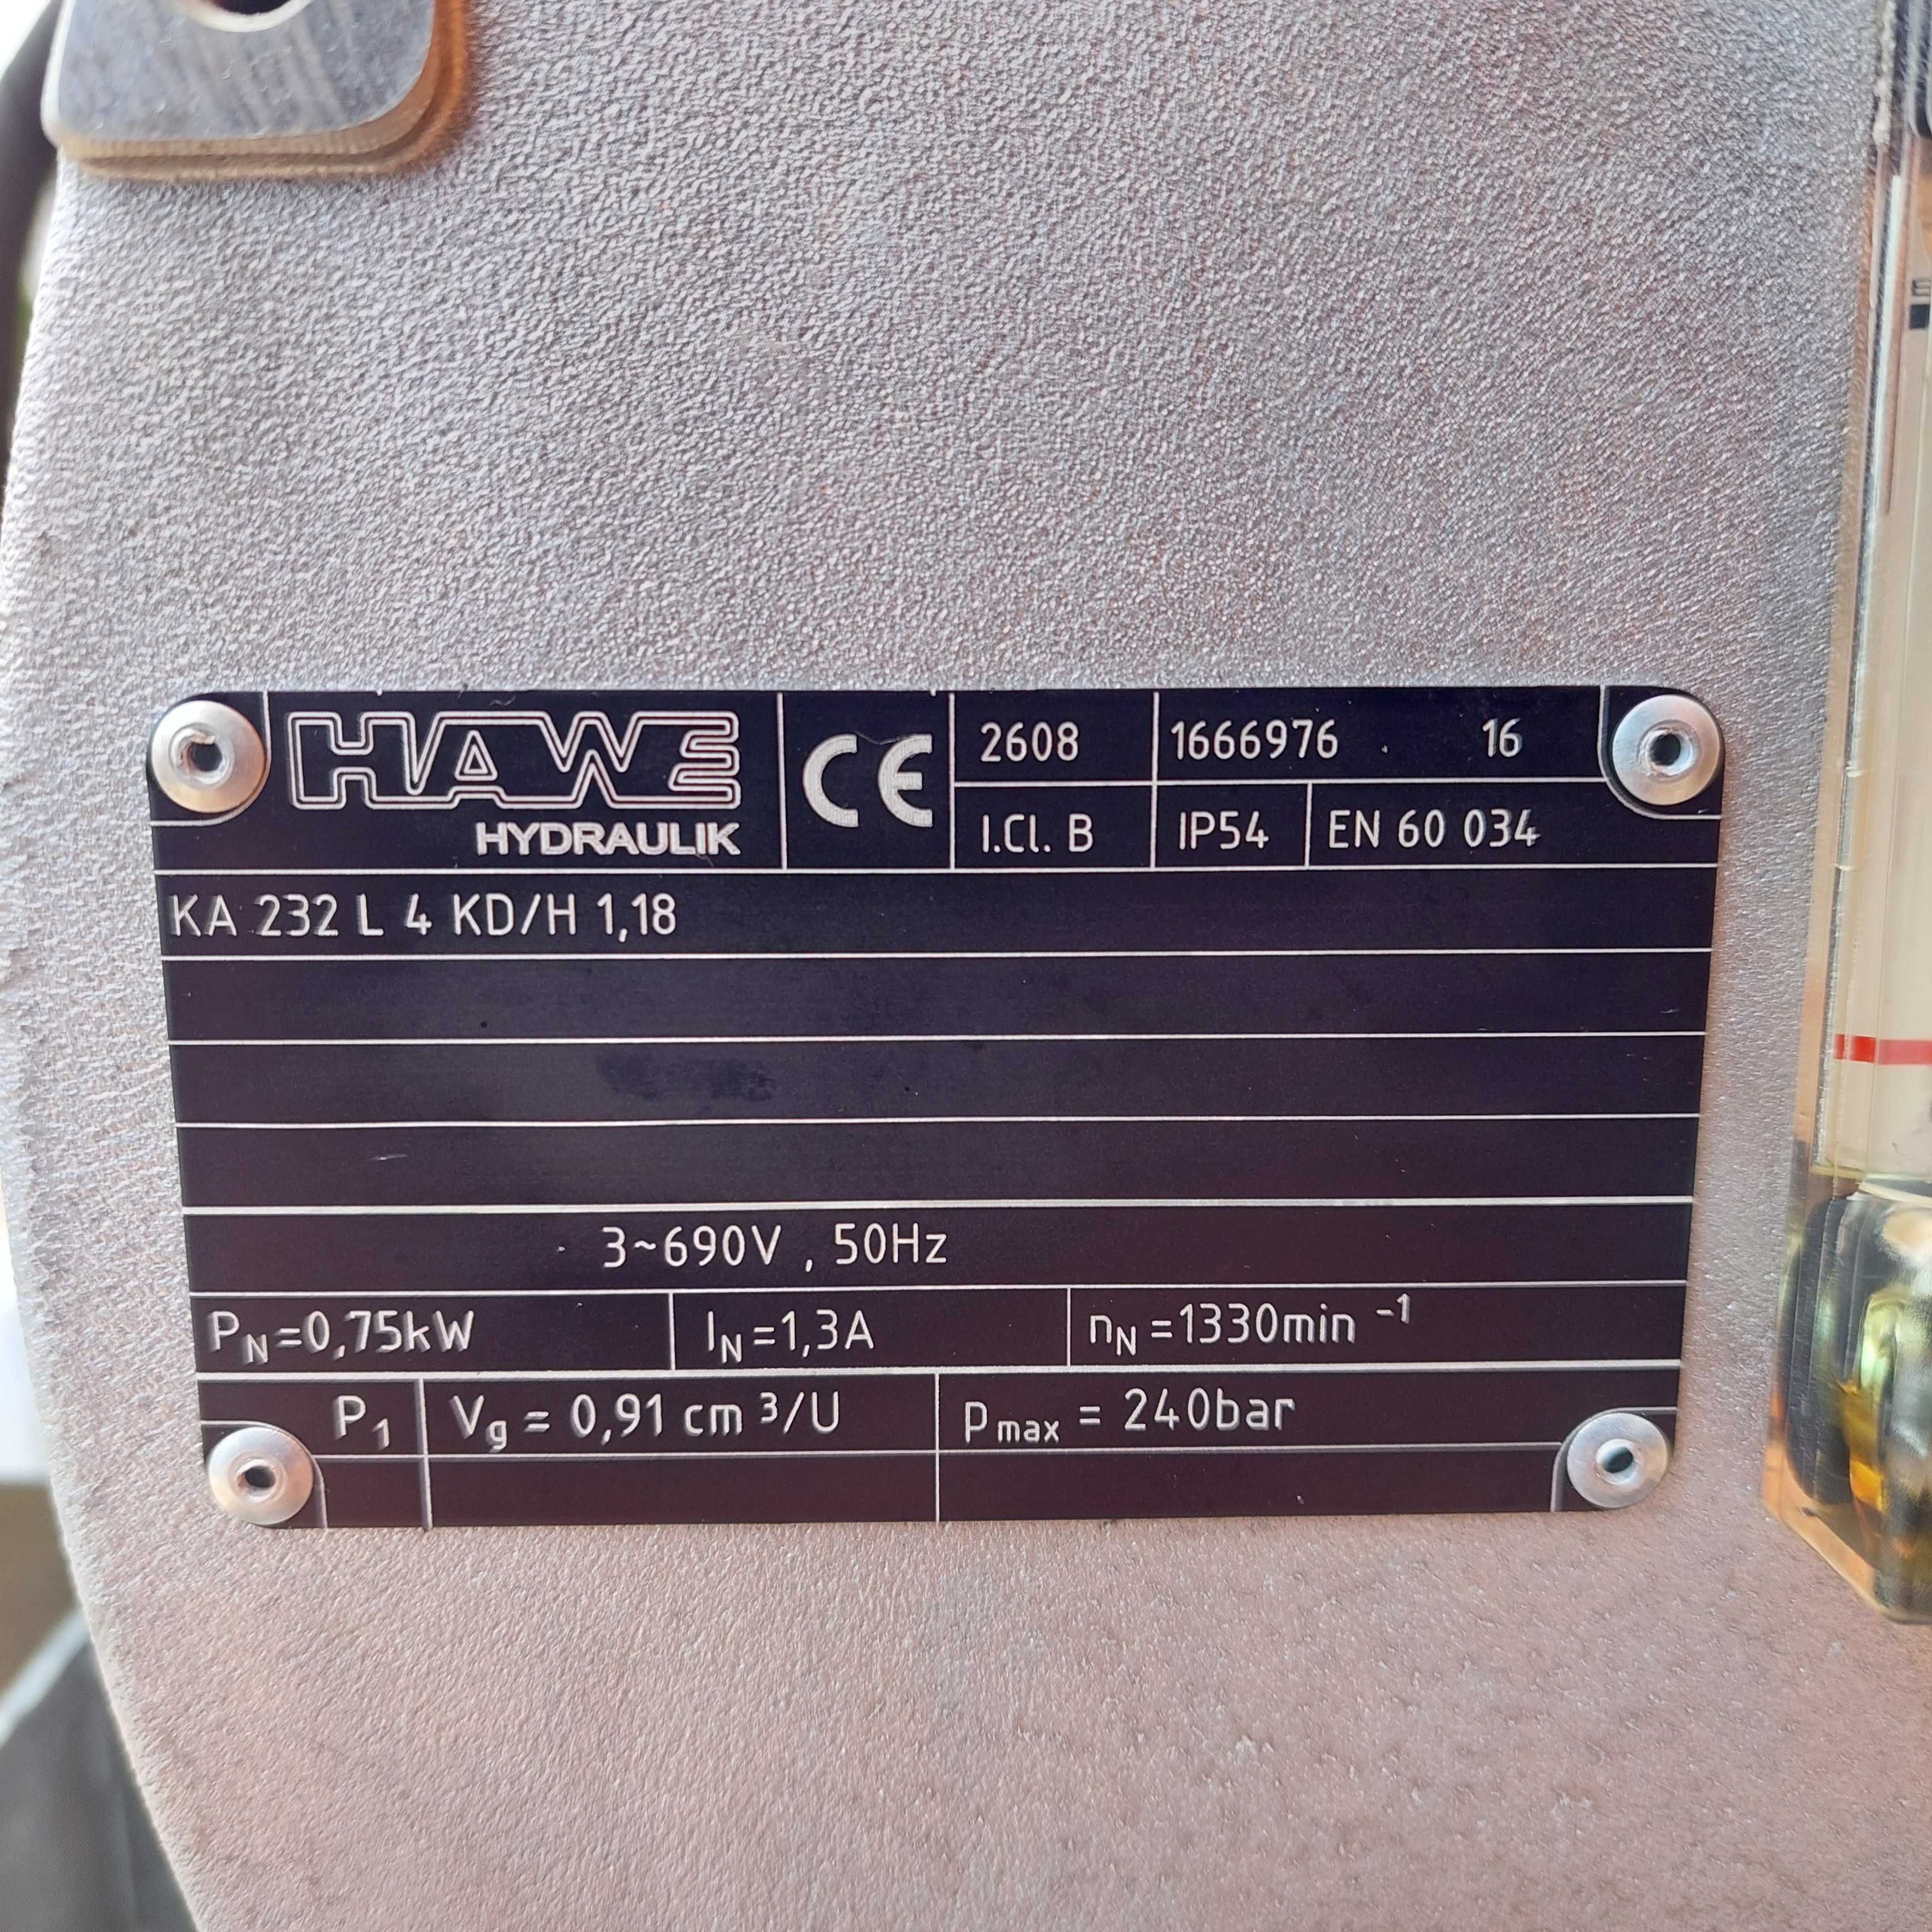 HAWE
HYDRAULIK
CE
2608 1666976 16
I.Cl. B IP54 EN 60 034
KA 232 L 4 KD/H 1,18
3~690V , 50Hz
PN=0,75kW IN=1,3A nN=1330min -1
P1 Vg = 0,91 cm 3/U pmax = 240bar